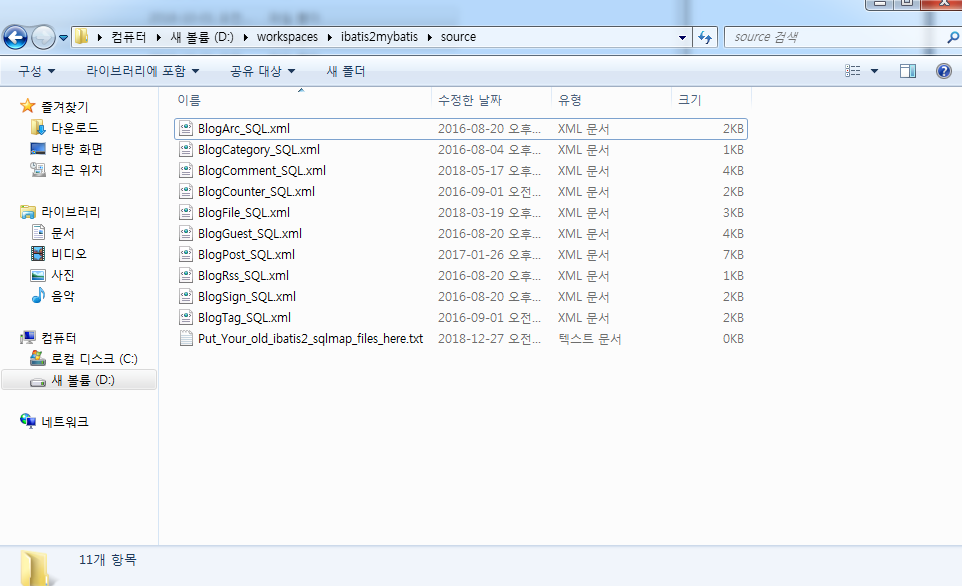 컴퓨터 새 볼륨 (D:) workspaces ibatis2mybatis source source 검색
구성 라이브러리에 포함 공유 대상 새 폴더
즐겨찾기
다운로드
바탕 화면
최근 위치
라이브러리
문서
비디오
사진
음악
컴퓨터
로컬 디스크 (C:)
새 볼륨 (D:)
네트워크
이름 수정한 날짜 유형 크기
BlogArc_SQL.xml 2016-08-20 오후... XML 문서 2KB
BlogCategory_SQL.xml 2016-08-04 오후... XML 문서 1KB
BlogComment_SQL.xml 2018-05-17 오후... XML 문서 4KB
BlogCounter_SQL.xml 2016-09-01 오전... XML 문서 2KB
BlogFile_SQL.xml 2018-03-19 오후... XML 문서 3KB
BlogGuest_SQL.xml 2016-08-20 오후... XML 문서 4KB
BlogPost_SQL.xml 2017-01-26 오후... XML 문서 7KB
BlogRss_SQL.xml 2016-08-20 오후... XML 문서 1KB
BlogSign_SQL.xml 2016-08-20 오후... XML 문서 2KB
BlogTag_SQL.xml 2016-09-01 오전... XML 문서 2KB
Put_Your_old_ibatis2_sqlmap_files_here.txt 2018-12-27 오전... 텍스트 문서 0KB
11개 항목